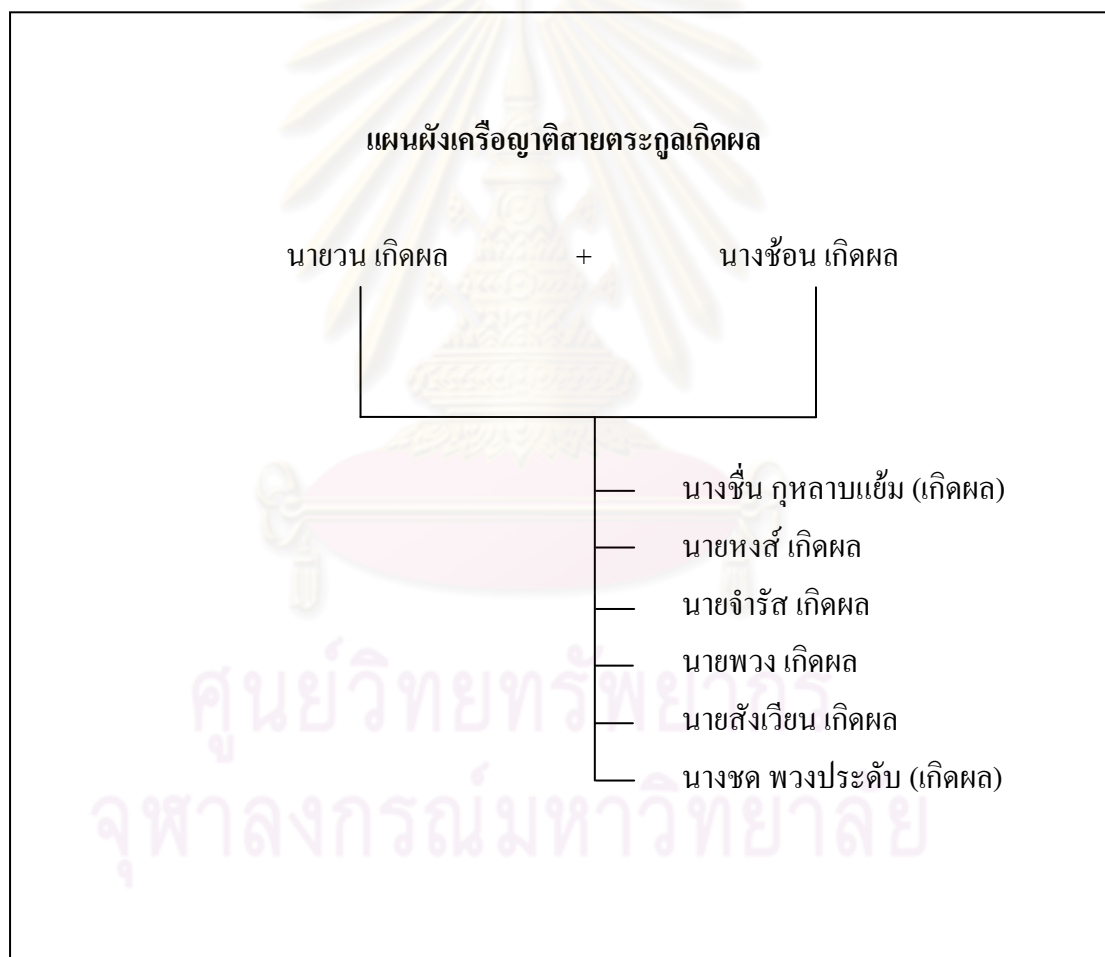 แผนผังเครือญาติสายตระกูลเกิดผล
นายวน เกิดผล + นางช้อน เกิดผล
นางชื่น กุหลาบแย้ม (เกิดผล)
นายหงส์ เกิดผล
นายจำรัส เกิดผล
นายพวง เกิดผล
นายสังเวียน เกิดผล
นางชด พวงประดับ (เกิดผล)
ศูนย์วิทยทรัพยากร
จุฬาลงกรณ์มหาวิทยาลัย